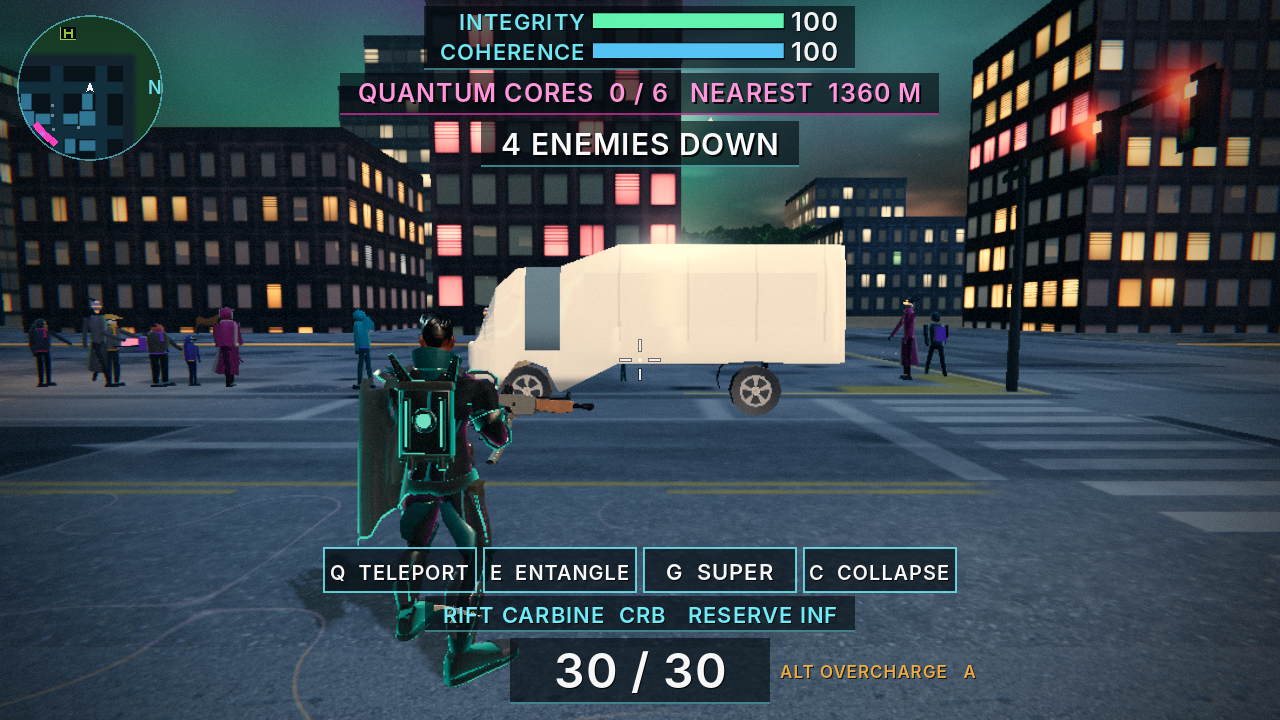 INTEGRITY 100
COHERENCE 100
H
N
QUANTUM CORES 0 / 6 NEAREST 1360 M
4 ENEMIES DOWN
Q TELEPORT E ENTANGLE G SUPER C COLLAPSE
RIFT CARBINE CRB RESERVE INF
30 / 30
ALT OVERCHARGE A